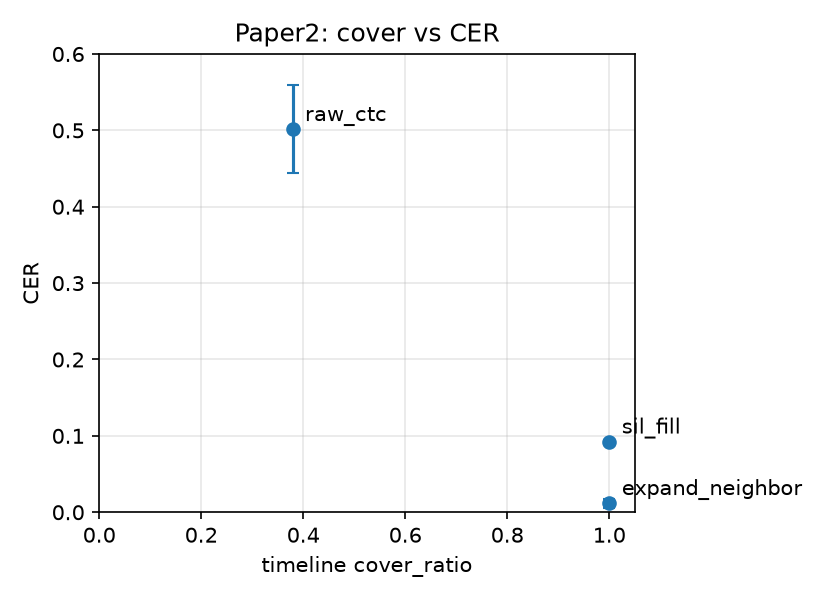 Paper2: cover vs CER
0.6
0.5
0.4
0.3
0.2
0.1
0.0
CER
raw_ctc
sil_fill
expand_neighbor
0.0 0.2 0.4 0.6 0.8 1.0
timeline cover_ratio